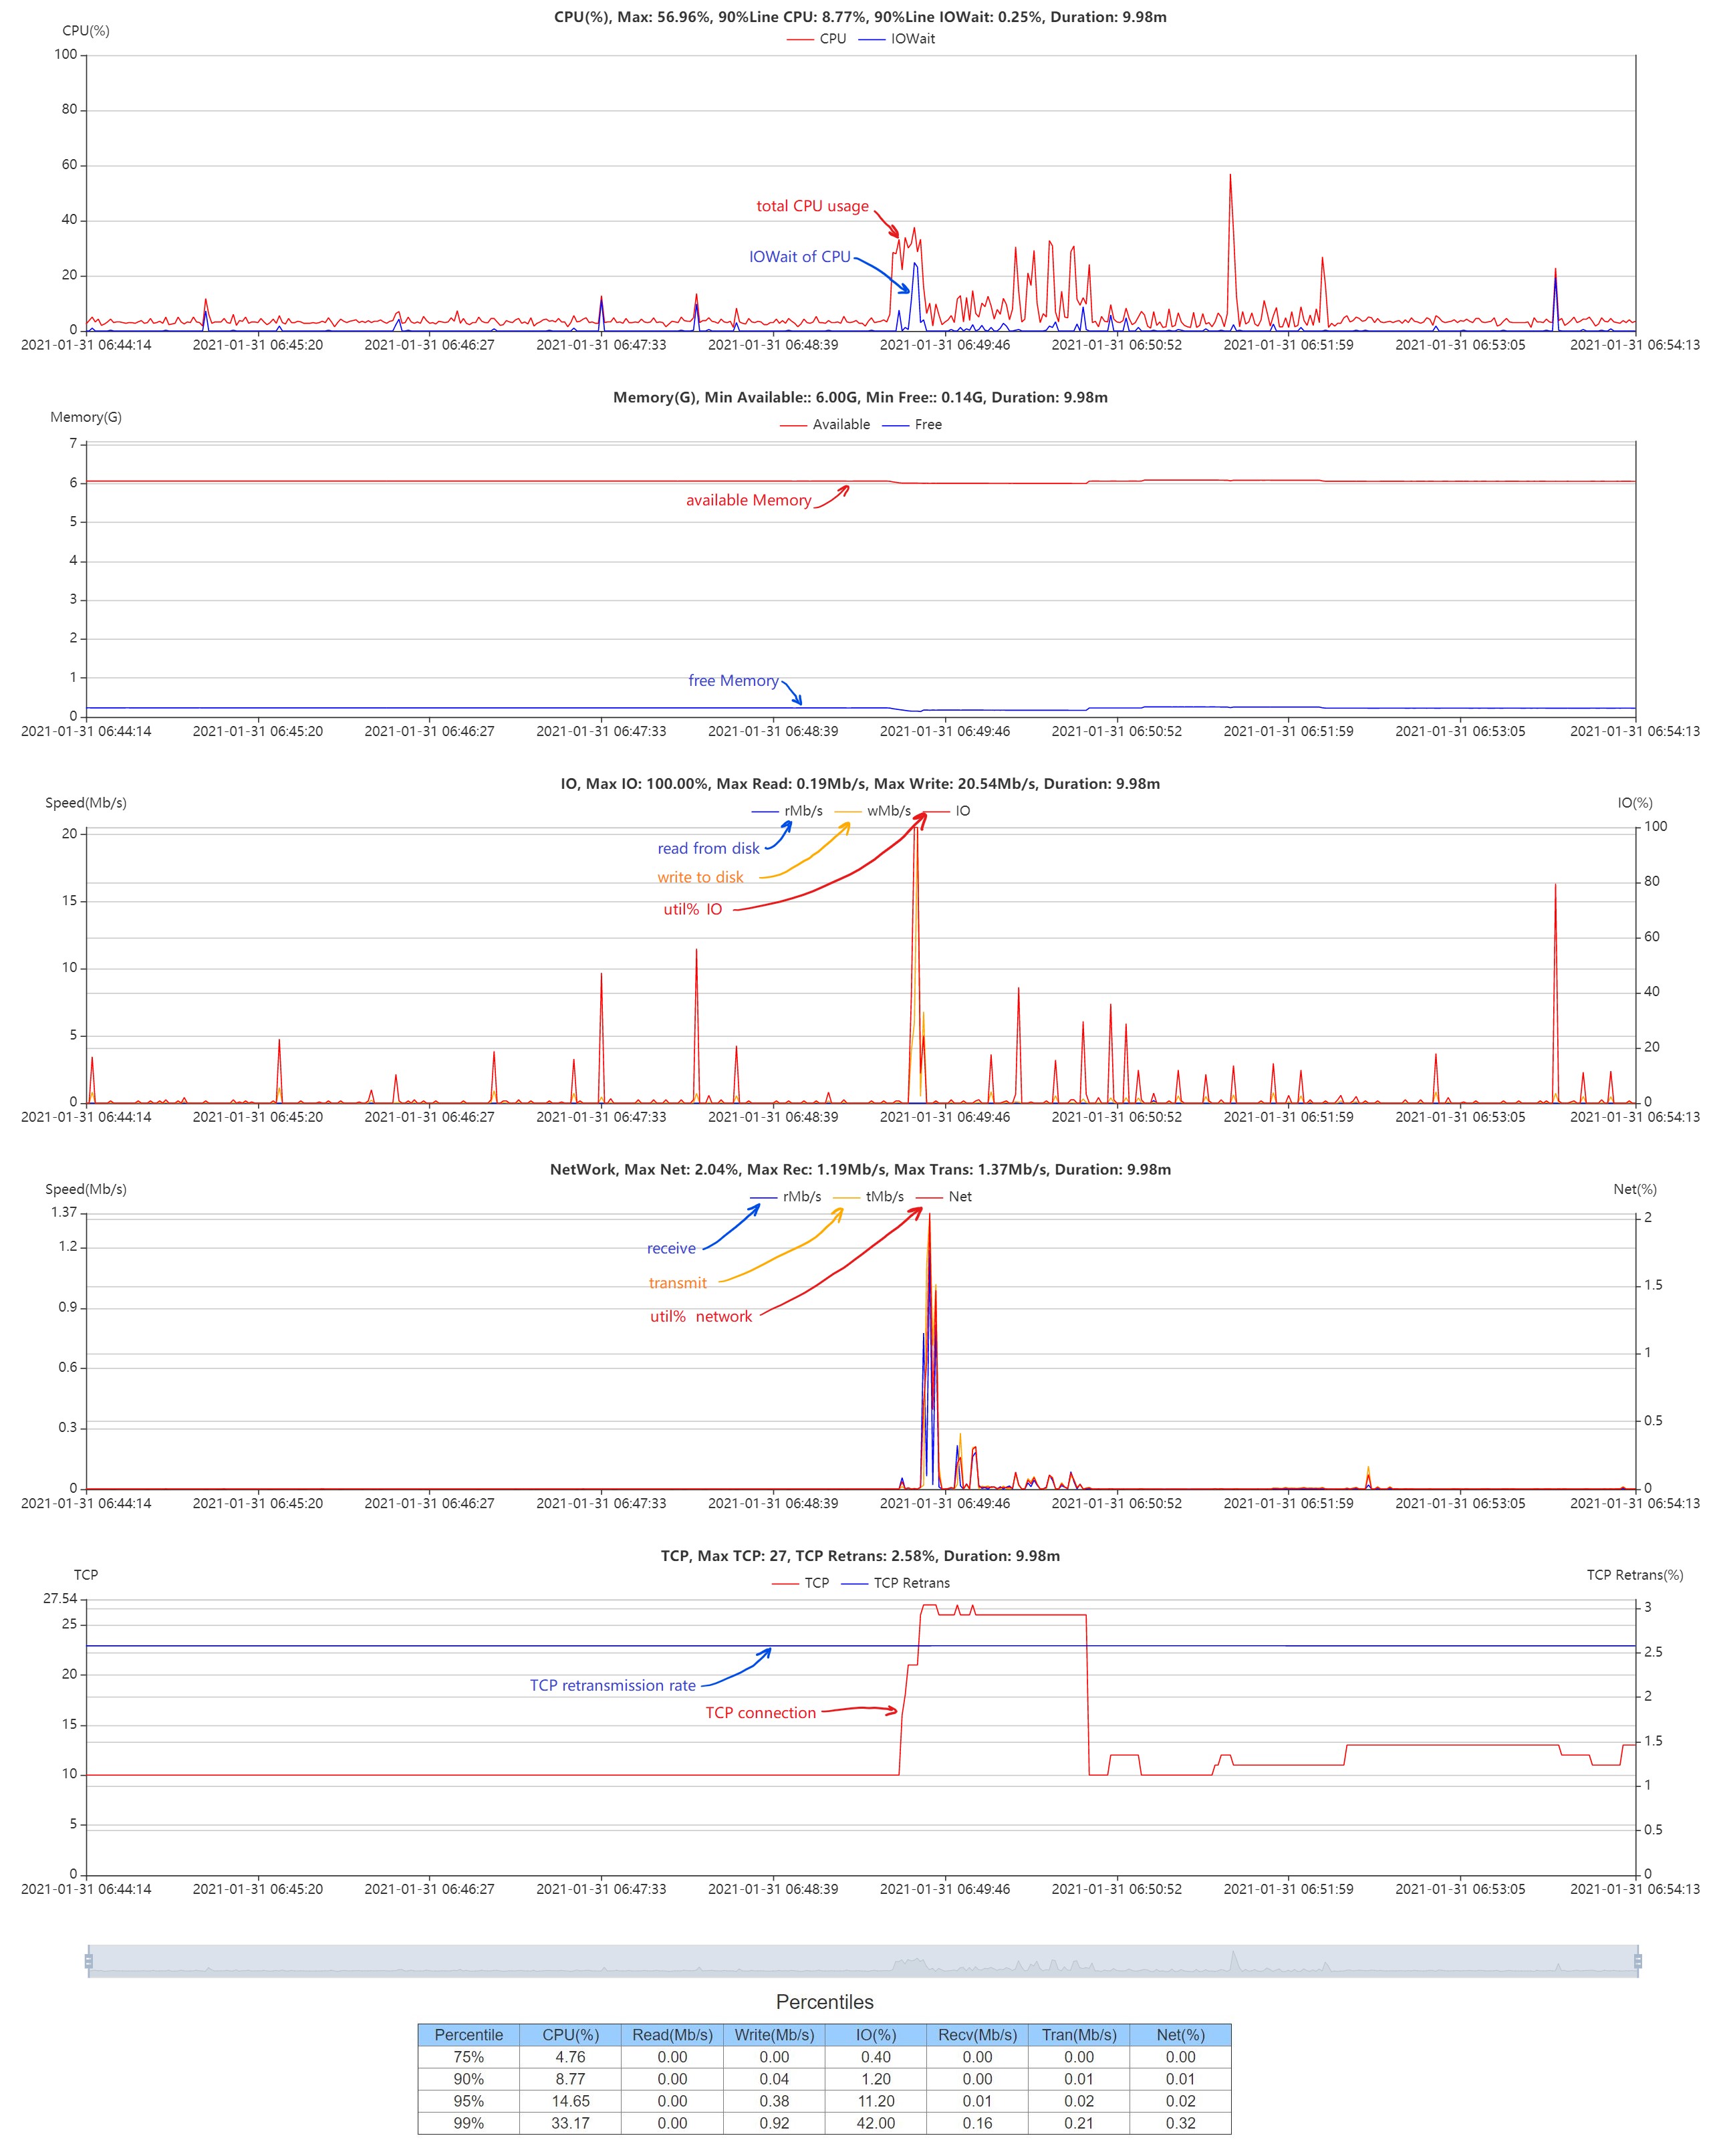 CPU(%), Max: 56.96%, 90%Line CPU: 8.77%, 90%Line IOWait: 0.25%, Duration: 9.98m
CPU(%)
CPU IOWait
100
80
60
40
20
0
total CPU usage
IOWait of CPU
2021-01-31 06:44:14 2021-01-31 06:45:20 2021-01-31 06:46:27 2021-01-31 06:47:33 2021-01-31 06:48:39 2021-01-31 06:49:46 2021-01-31 06:50:52 2021-01-31 06:51:59 2021-01-31 06:53:05 2021-01-31 06:54:13
Memory(G), Min Available:: 6.00G, Min Free:: 0.14G, Duration: 9.98m
Memory(G)
Available Free
7
6
5
4
3
2
1
0
available Memory
free Memory
2021-01-31 06:44:14 2021-01-31 06:45:20 2021-01-31 06:46:27 2021-01-31 06:47:33 2021-01-31 06:48:39 2021-01-31 06:49:46 2021-01-31 06:50:52 2021-01-31 06:51:59 2021-01-31 06:53:05 2021-01-31 06:54:13
IO, Max IO: 100.00%, Max Read: 0.19Mb/s, Max Write: 20.54Mb/s, Duration: 9.98m
Speed(Mb/s)
IO(%)
rMb/s wMb/s IO
20
15
10
5
0
read from disk
write to disk
util% IO
100
80
60
40
20
0
2021-01-31 06:44:14 2021-01-31 06:45:20 2021-01-31 06:46:27 2021-01-31 06:47:33 2021-01-31 06:48:39 2021-01-31 06:49:46 2021-01-31 06:50:52 2021-01-31 06:51:59 2021-01-31 06:53:05 2021-01-31 06:54:13
NetWork, Max Net: 2.04%, Max Rec: 1.19Mb/s, Max Trans: 1.37Mb/s, Duration: 9.98m
Speed(Mb/s)
Net(%)
rMb/s tMb/s Net
1.37
1.2
0.9
0.6
0.3
0
receive
transmit
util% network
2
1.5
1
0.5
0
2021-01-31 06:44:14 2021-01-31 06:45:20 2021-01-31 06:46:27 2021-01-31 06:47:33 2021-01-31 06:48:39 2021-01-31 06:49:46 2021-01-31 06:50:52 2021-01-31 06:51:59 2021-01-31 06:53:05 2021-01-31 06:54:13
TCP, Max TCP: 27, TCP Retrans: 2.58%, Duration: 9.98m
TCP
TCP Retrans(%)
TCP TCP Retrans
27.54
25
20
15
10
5
0
TCP retransmission rate
TCP connection
3
2.5
2
1.5
1
0.5
0
2021-01-31 06:44:14 2021-01-31 06:45:20 2021-01-31 06:46:27 2021-01-31 06:47:33 2021-01-31 06:48:39 2021-01-31 06:49:46 2021-01-31 06:50:52 2021-01-31 06:51:59 2021-01-31 06:53:05 2021-01-31 06:54:13
Percentiles
Percentile CPU(%) Read(Mb/s) Write(Mb/s) IO(%) Recv(Mb/s) Tran(Mb/s) Net(%)
75% 4.76 0.00 0.00 0.40 0.00 0.00 0.00
90% 8.77 0.00 0.04 1.20 0.00 0.01 0.01
95% 14.65 0.00 0.38 11.20 0.01 0.02 0.02
99% 33.17 0.00 0.92 42.00 0.16 0.21 0.32